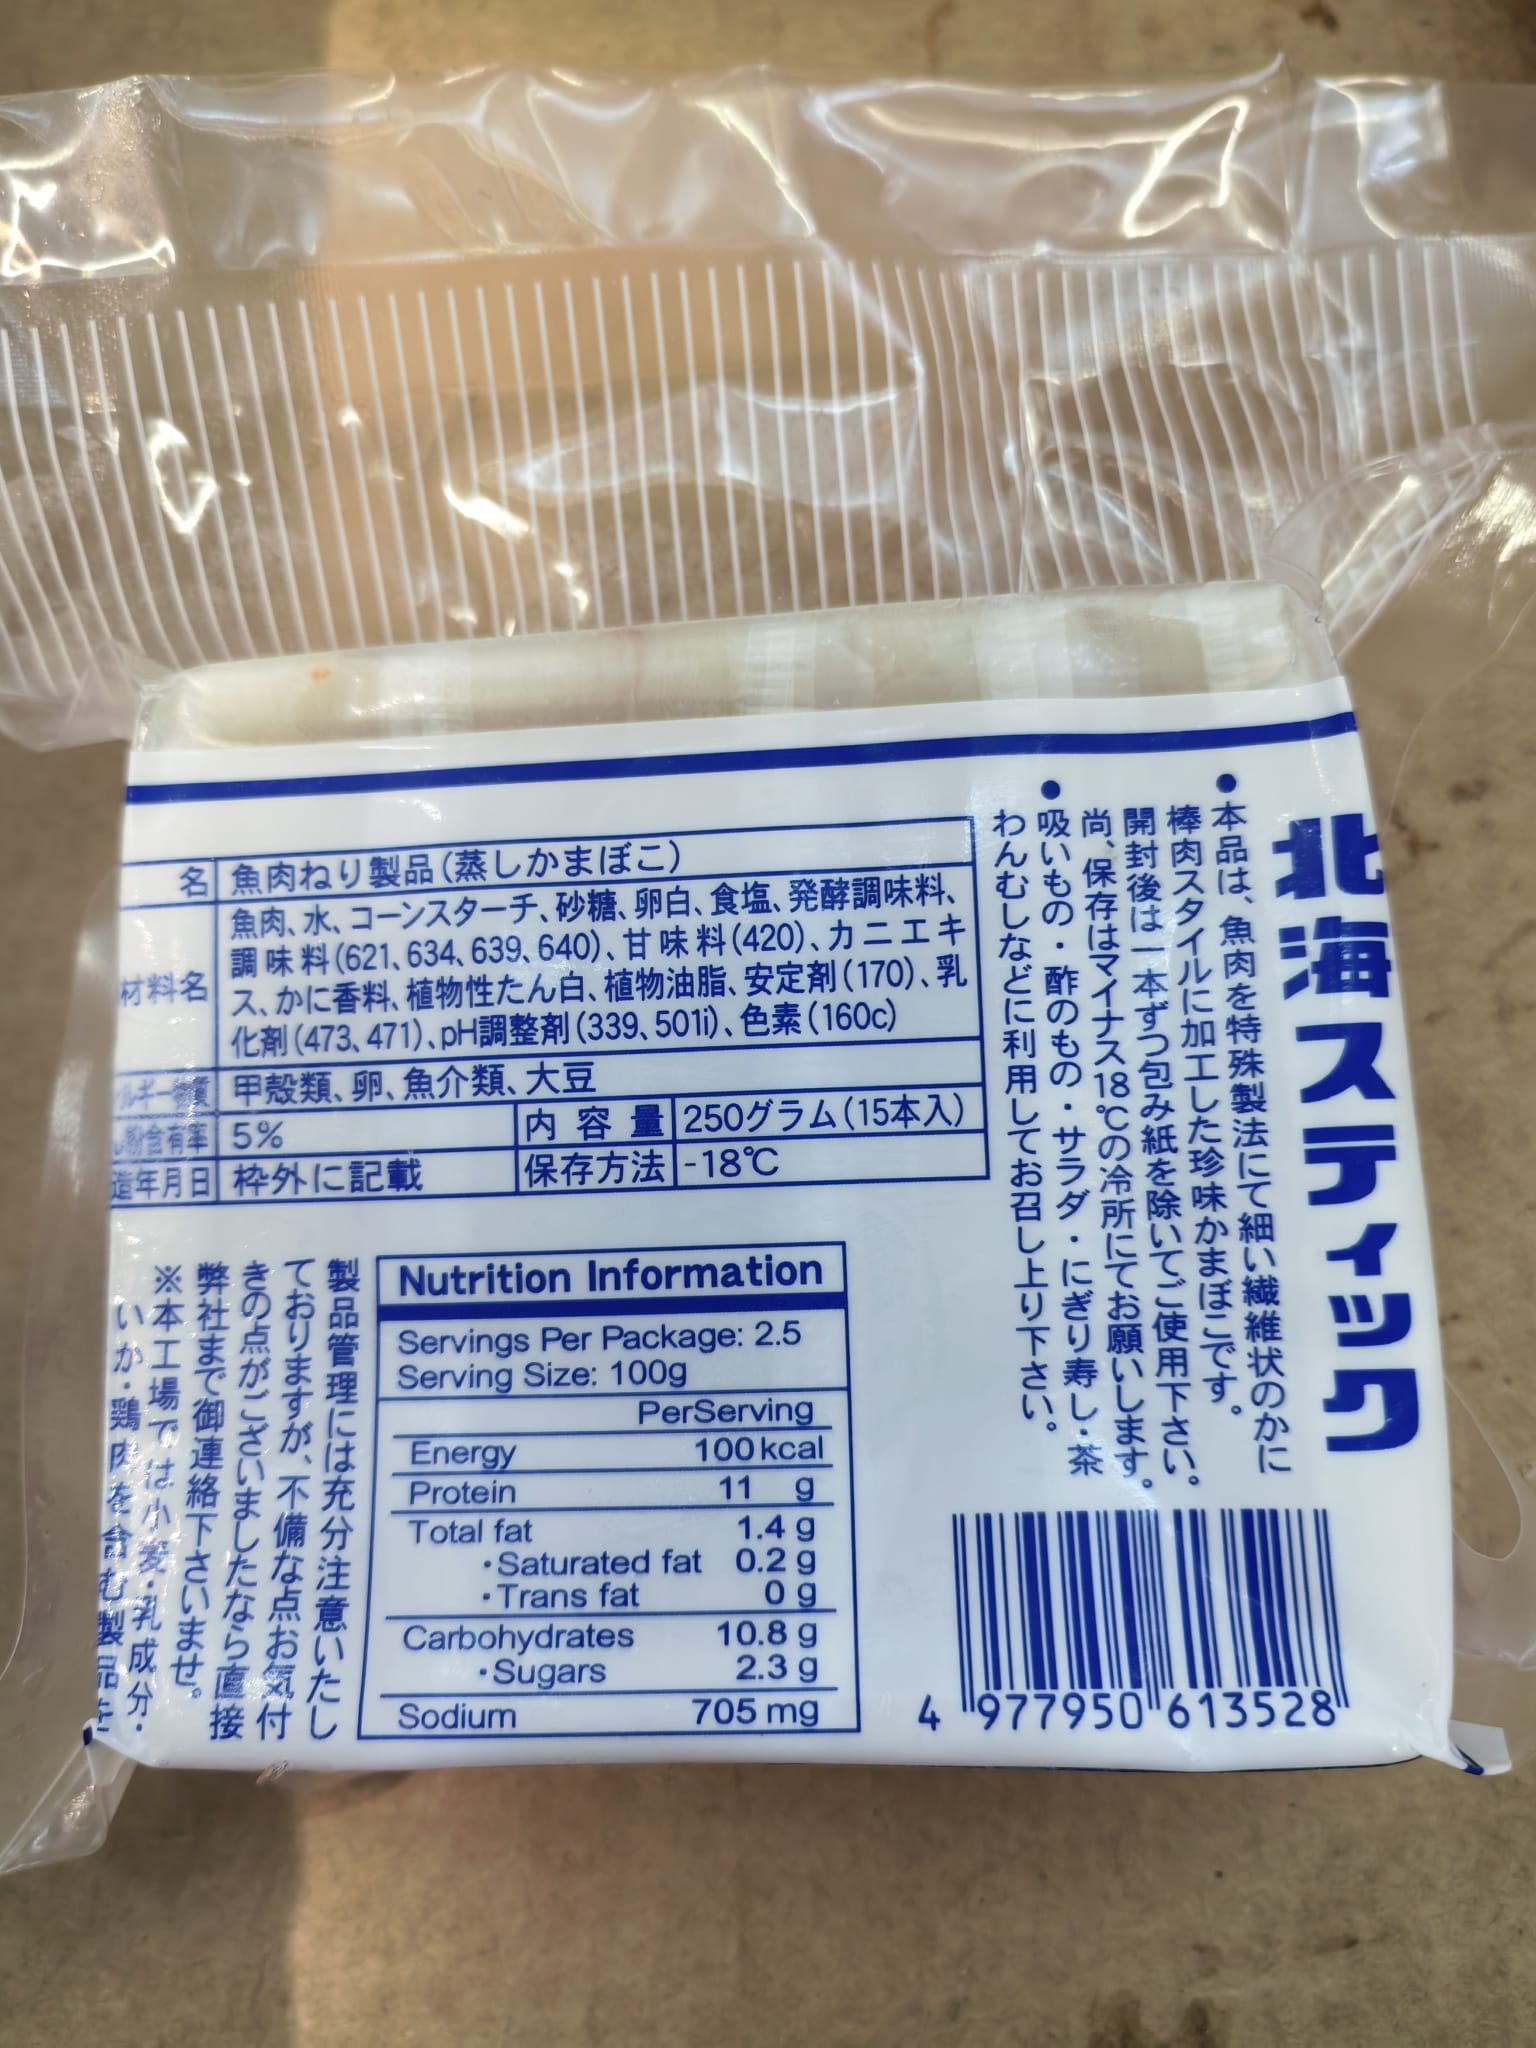 北海スティック
●本品は、魚肉を特殊製法にて細い繊維状のかに
棒肉スタイルに加工した珍味かまぼこです。
開封後は一本ずつ包み紙を除いてご使用下さい。
尚、保存はマイナス18℃の冷所にてお願いします。
●吸いもの・酢のもの・サラダ・にぎり寿し・茶
わんむしなどに利用してお召し上り下さい。
名 魚肉ねり製品(蒸しかまぼこ)
材料名 魚肉、水、コーンスターチ、砂糖、卵白、食塩、発酵調味料、
調味料(621、634、639、640)、甘味料(420)、カニエキ
ス、かに香料、植物性たん白、植物油脂、安定剤(170)、乳
化剤(473、471)、pH調整剤(339、501i)、色素(160c)
ルギー物質 甲殻類、卵、魚介類、大豆
粉含有率 5% 内容量 250グラム(15本入)
造年月日 枠外に記載 保存方法 -18℃
製品管理には充分注意いたし
ておりますが、不備な点お気付
きの点がございましたなら直接
弊社まで御連絡下さいませ。
※本工場では小麦・乳成分・
いか・鶏肉を含む製品を
Nutrition Information
Servings Per Package: 2.5
Serving Size: 100g
PerServing
Energy 100 kcal
Protein 11 g
Total fat 1.4 g
•Saturated fat 0.2 g
•Trans fat 0 g
Carbohydrates 10.8 g
•Sugars 2.3 g
Sodium 705 mg
4 977950 613528